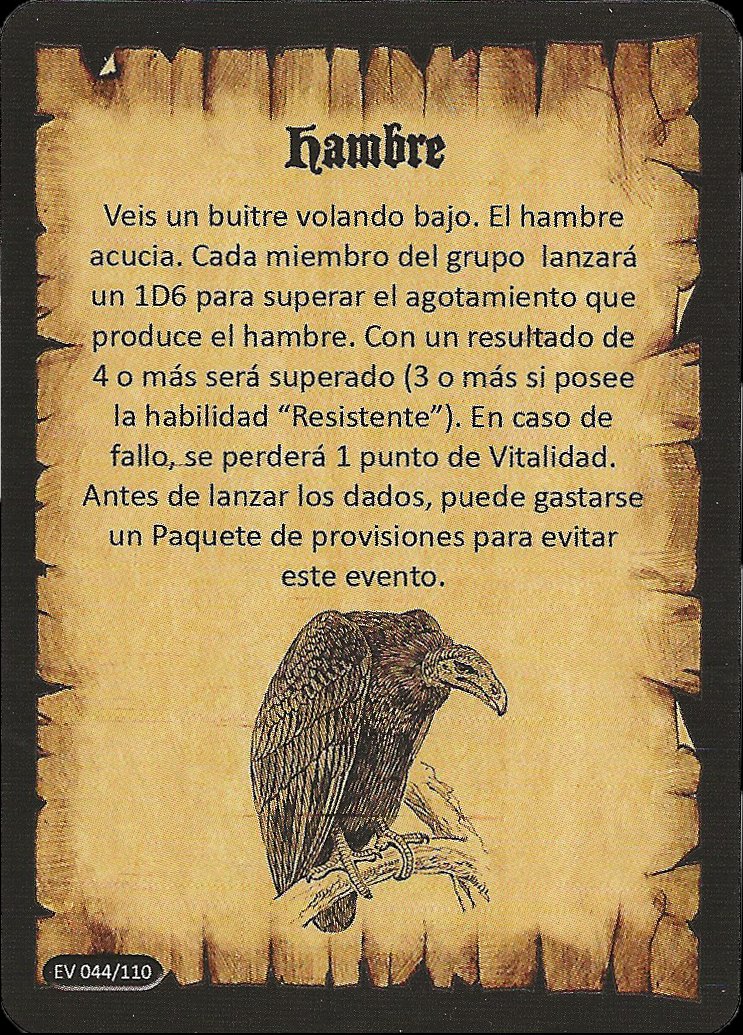 Hambre
Veis un buitre volando bajo. El hambre
acucia. Cada miembro del grupo lanzará
un 1D6 para superar el agotamiento que
produce el hambre. Con un resultado de
4 o más será superado (3 o más si posee
la habilidad “Resistente”). En caso de
fallo, se perderá 1 punto de Vitalidad.
Antes de lanzar los dados, puede gastarse
un Paquete de provisiones para evitar
este evento.
EV 044/110